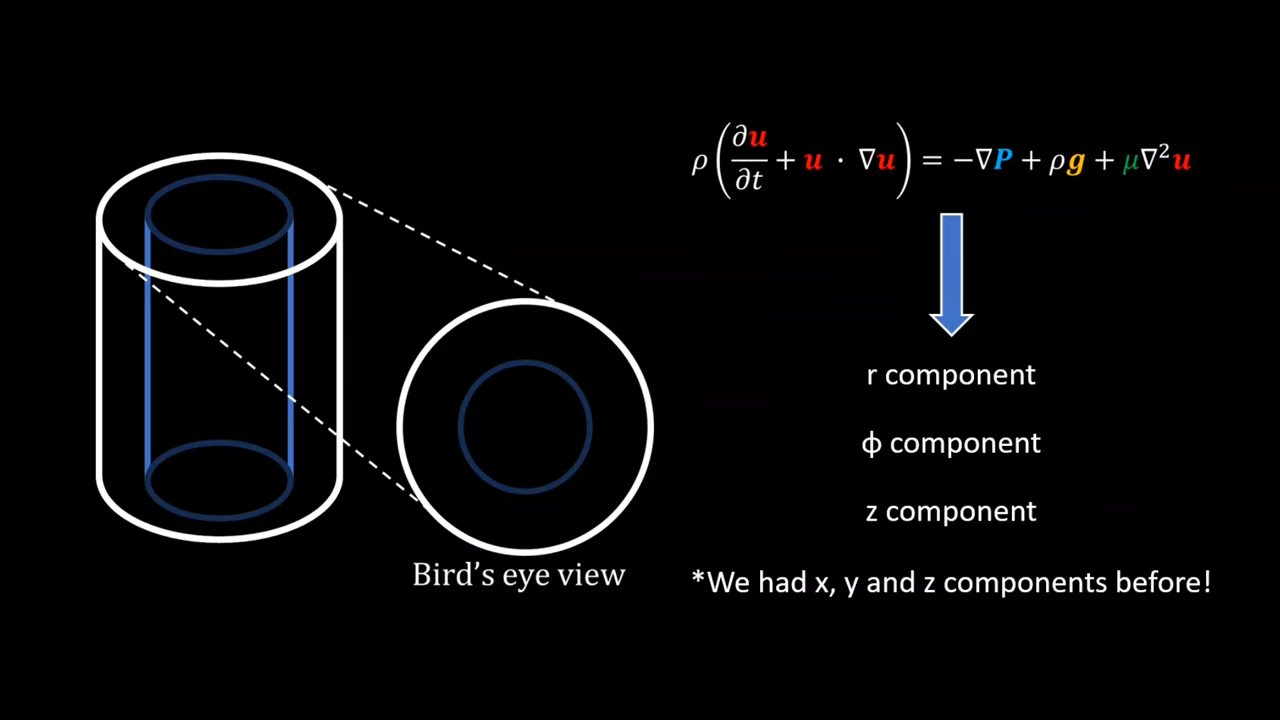 ρ(∂u/∂t + u · ∇u) = −∇P + ρg + μ∇²u
r component
ϕ component
z component
Bird's eye view
*We had x, y and z components before!